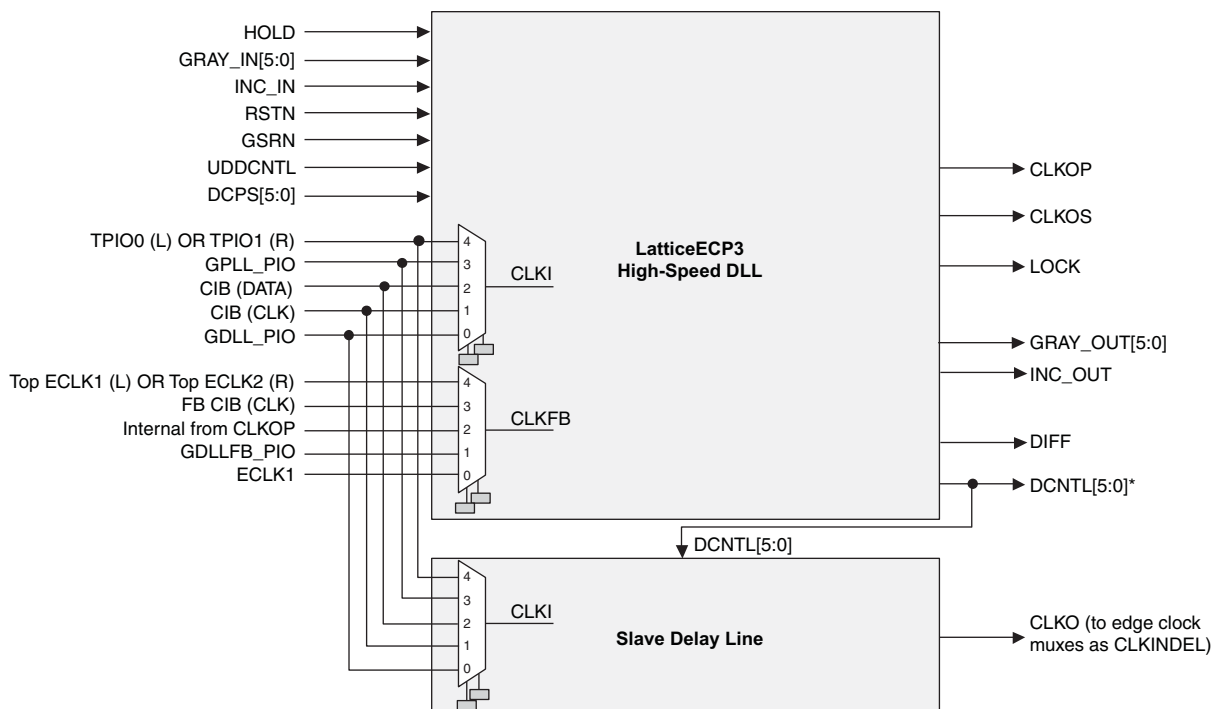 HOLD
GRAY_IN[5:0]
INC_IN
RSTN
GSRN
UDDCNTL
DCPS[5:0]
TPIO0 (L) OR TPIO1 (R)
GPLL_PIO
CIB (DATA)
CIB (CLK)
GDLL_PIO
4
3
2
1
0
CLKI
Top ECLK1 (L) OR Top ECLK2 (R)
FB CIB (CLK)
Internal from CLKOP
GDLLFB_PIO
ECLK1
4
3
2
1
0
CLKFB
LatticeECP3
High-Speed DLL
CLKOP
CLKOS
LOCK
GRAY_OUT[5:0]
INC_OUT
DIFF
DCNTL[5:0]*
DCNTL[5:0]
4
3
2
1
0
CLKI
Slave Delay Line
CLKO (to edge clock
muxes as CLKINDEL)